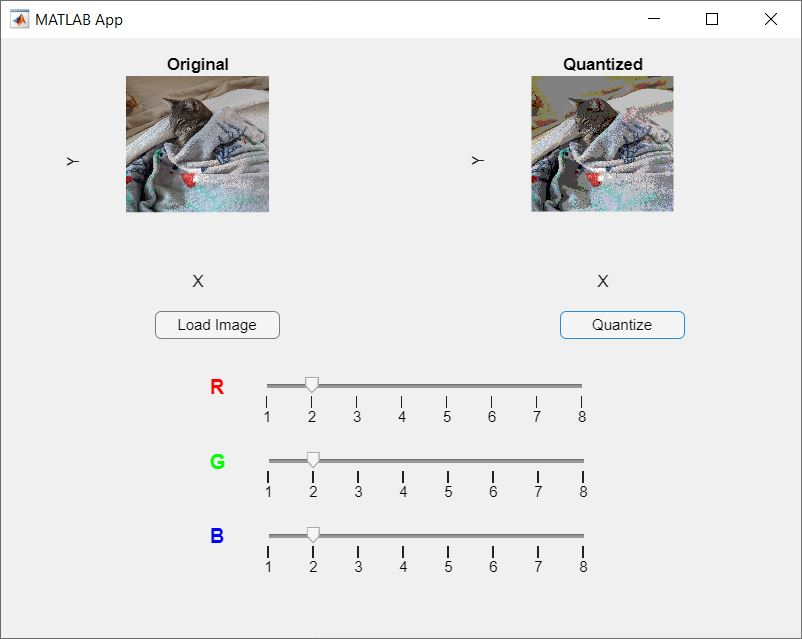 MATLAB App
Original Quantized
Y Y
X X
Load Image Quantize
R
1 2 3 4 5 6 7 8
G
1 2 3 4 5 6 7 8
B
1 2 3 4 5 6 7 8